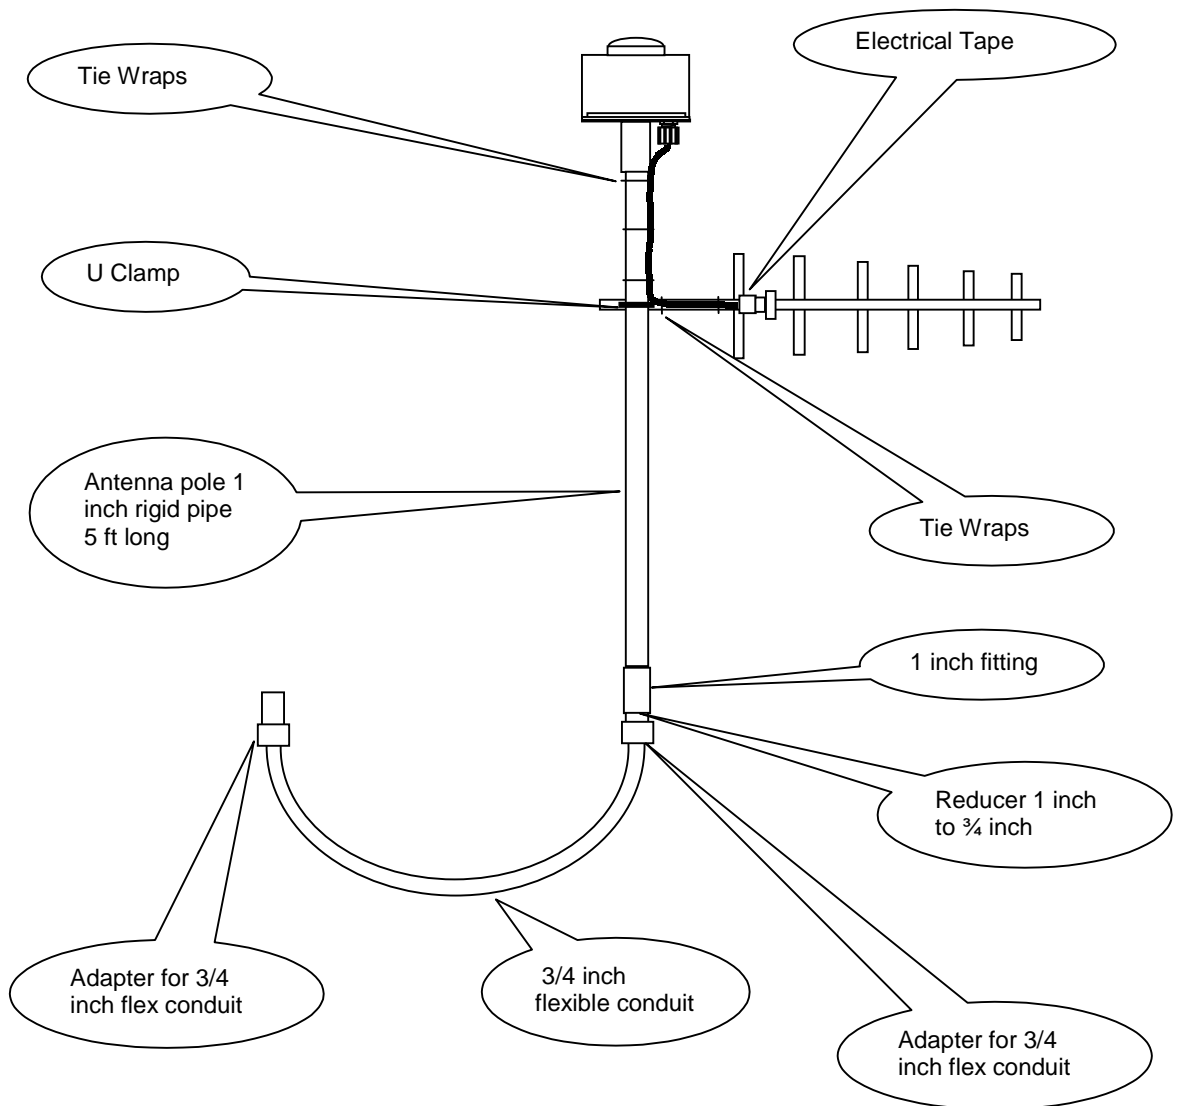 Electrical Tape
Tie Wraps
U Clamp
Antenna pole 1
inch rigid pipe
5 ft long
Tie Wraps
1 inch fitting
Reducer 1 inch
to ¾ inch
Adapter for 3/4
inch flex conduit
3/4 inch
flexible conduit
Adapter for 3/4
inch flex conduit